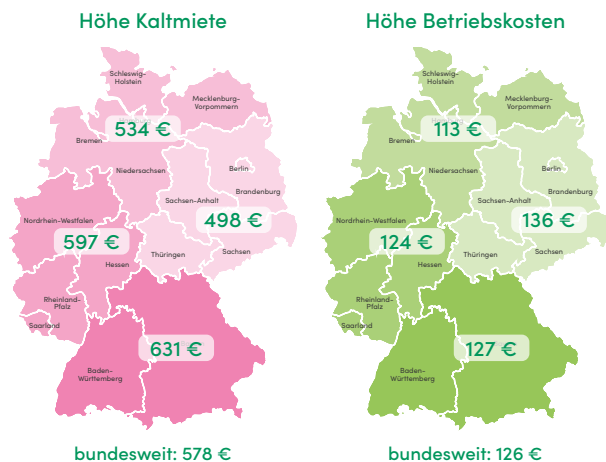 Höhe Kaltmiete
Schleswig-
Holstein
Mecklenburg-
Vorpommern
534 €
Bremen
Niedersachsen
Berlin
Brandenburg
Sachsen-Anhalt
Nordrhein-Westfalen
498 €
597 €
Sachsen
Thüringen
Hessen
Rheinland-
Pfalz
Saarland
631 €
Baden-
Württemberg
bundesweit: 578 €
Höhe Betriebskosten
Schleswig-
Holstein
Mecklenburg-
Vorpommern
113 €
Bremen
Niedersachsen
Berlin
Brandenburg
Sachsen-Anhalt
Nordrhein-Westfalen
136 €
124 €
Sachsen
Thüringen
Hessen
Rheinland-
Pfalz
Saarland
127 €
Baden-
Württemberg
bundesweit: 126 €